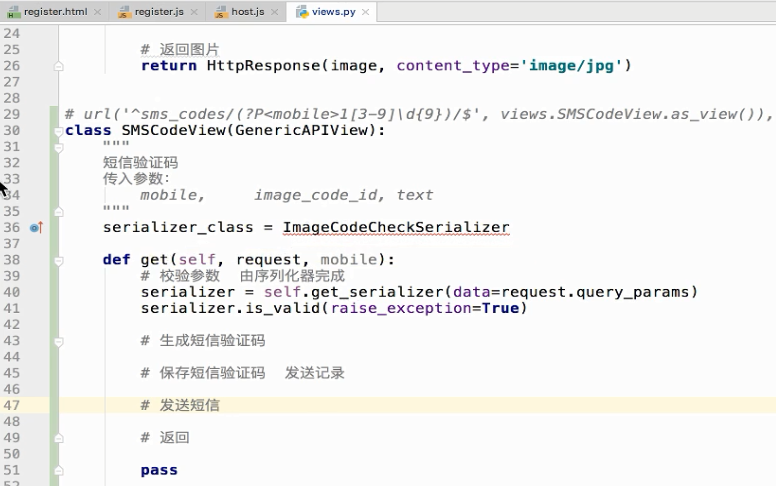 register.html register.js host.js views.py
24
25 # 返回图片
26 return HttpResponse(image, content_type='image/jpg')
27
28
29 # url('^sms_codes/(?P<mobile>1[3-9]\d{9})/$', views.SMSCodeView.as_view()),
30 class SMSCodeView(GenericAPIView):
31 """
32 短信验证码
33 传入参数:
34 mobile, image_code_id, text
35 """
36 serializer_class = ImageCodeCheckSerializer
37
38 def get(self, request, mobile):
39 # 校验参数 由序列化器完成
40 serializer = self.get_serializer(data=request.query_params)
41 serializer.is_valid(raise_exception=True)
42
43 # 生成短信验证码
44
45 # 保存短信验证码 发送记录
46
47 # 发送短信
48
49 # 返回
50
51 pass